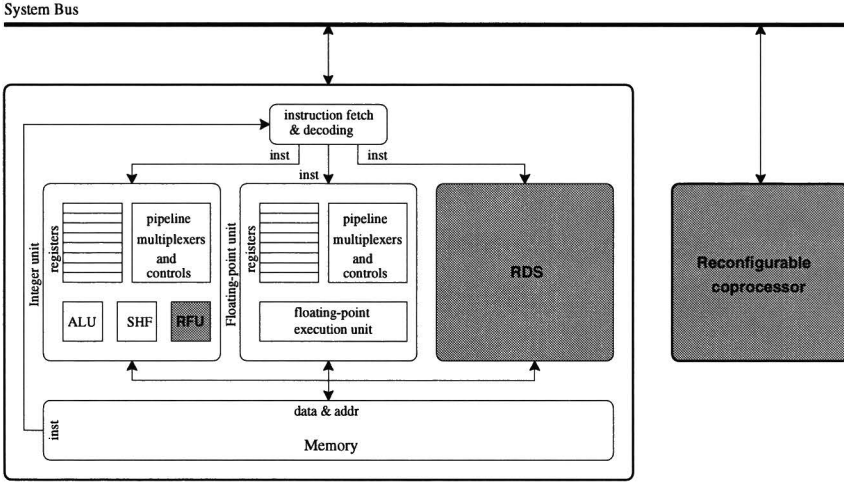 System Bus
instruction fetch
& decoding
inst
inst
inst
Integer unit
registers
pipeline
multiplexers
and
controls
ALU
SHF
RFU
Floating-point unit
registers
pipeline
multiplexers
and
controls
floating-point
execution unit
RDS
Reconfigurable
coprocessor
data & addr
inst
Memory